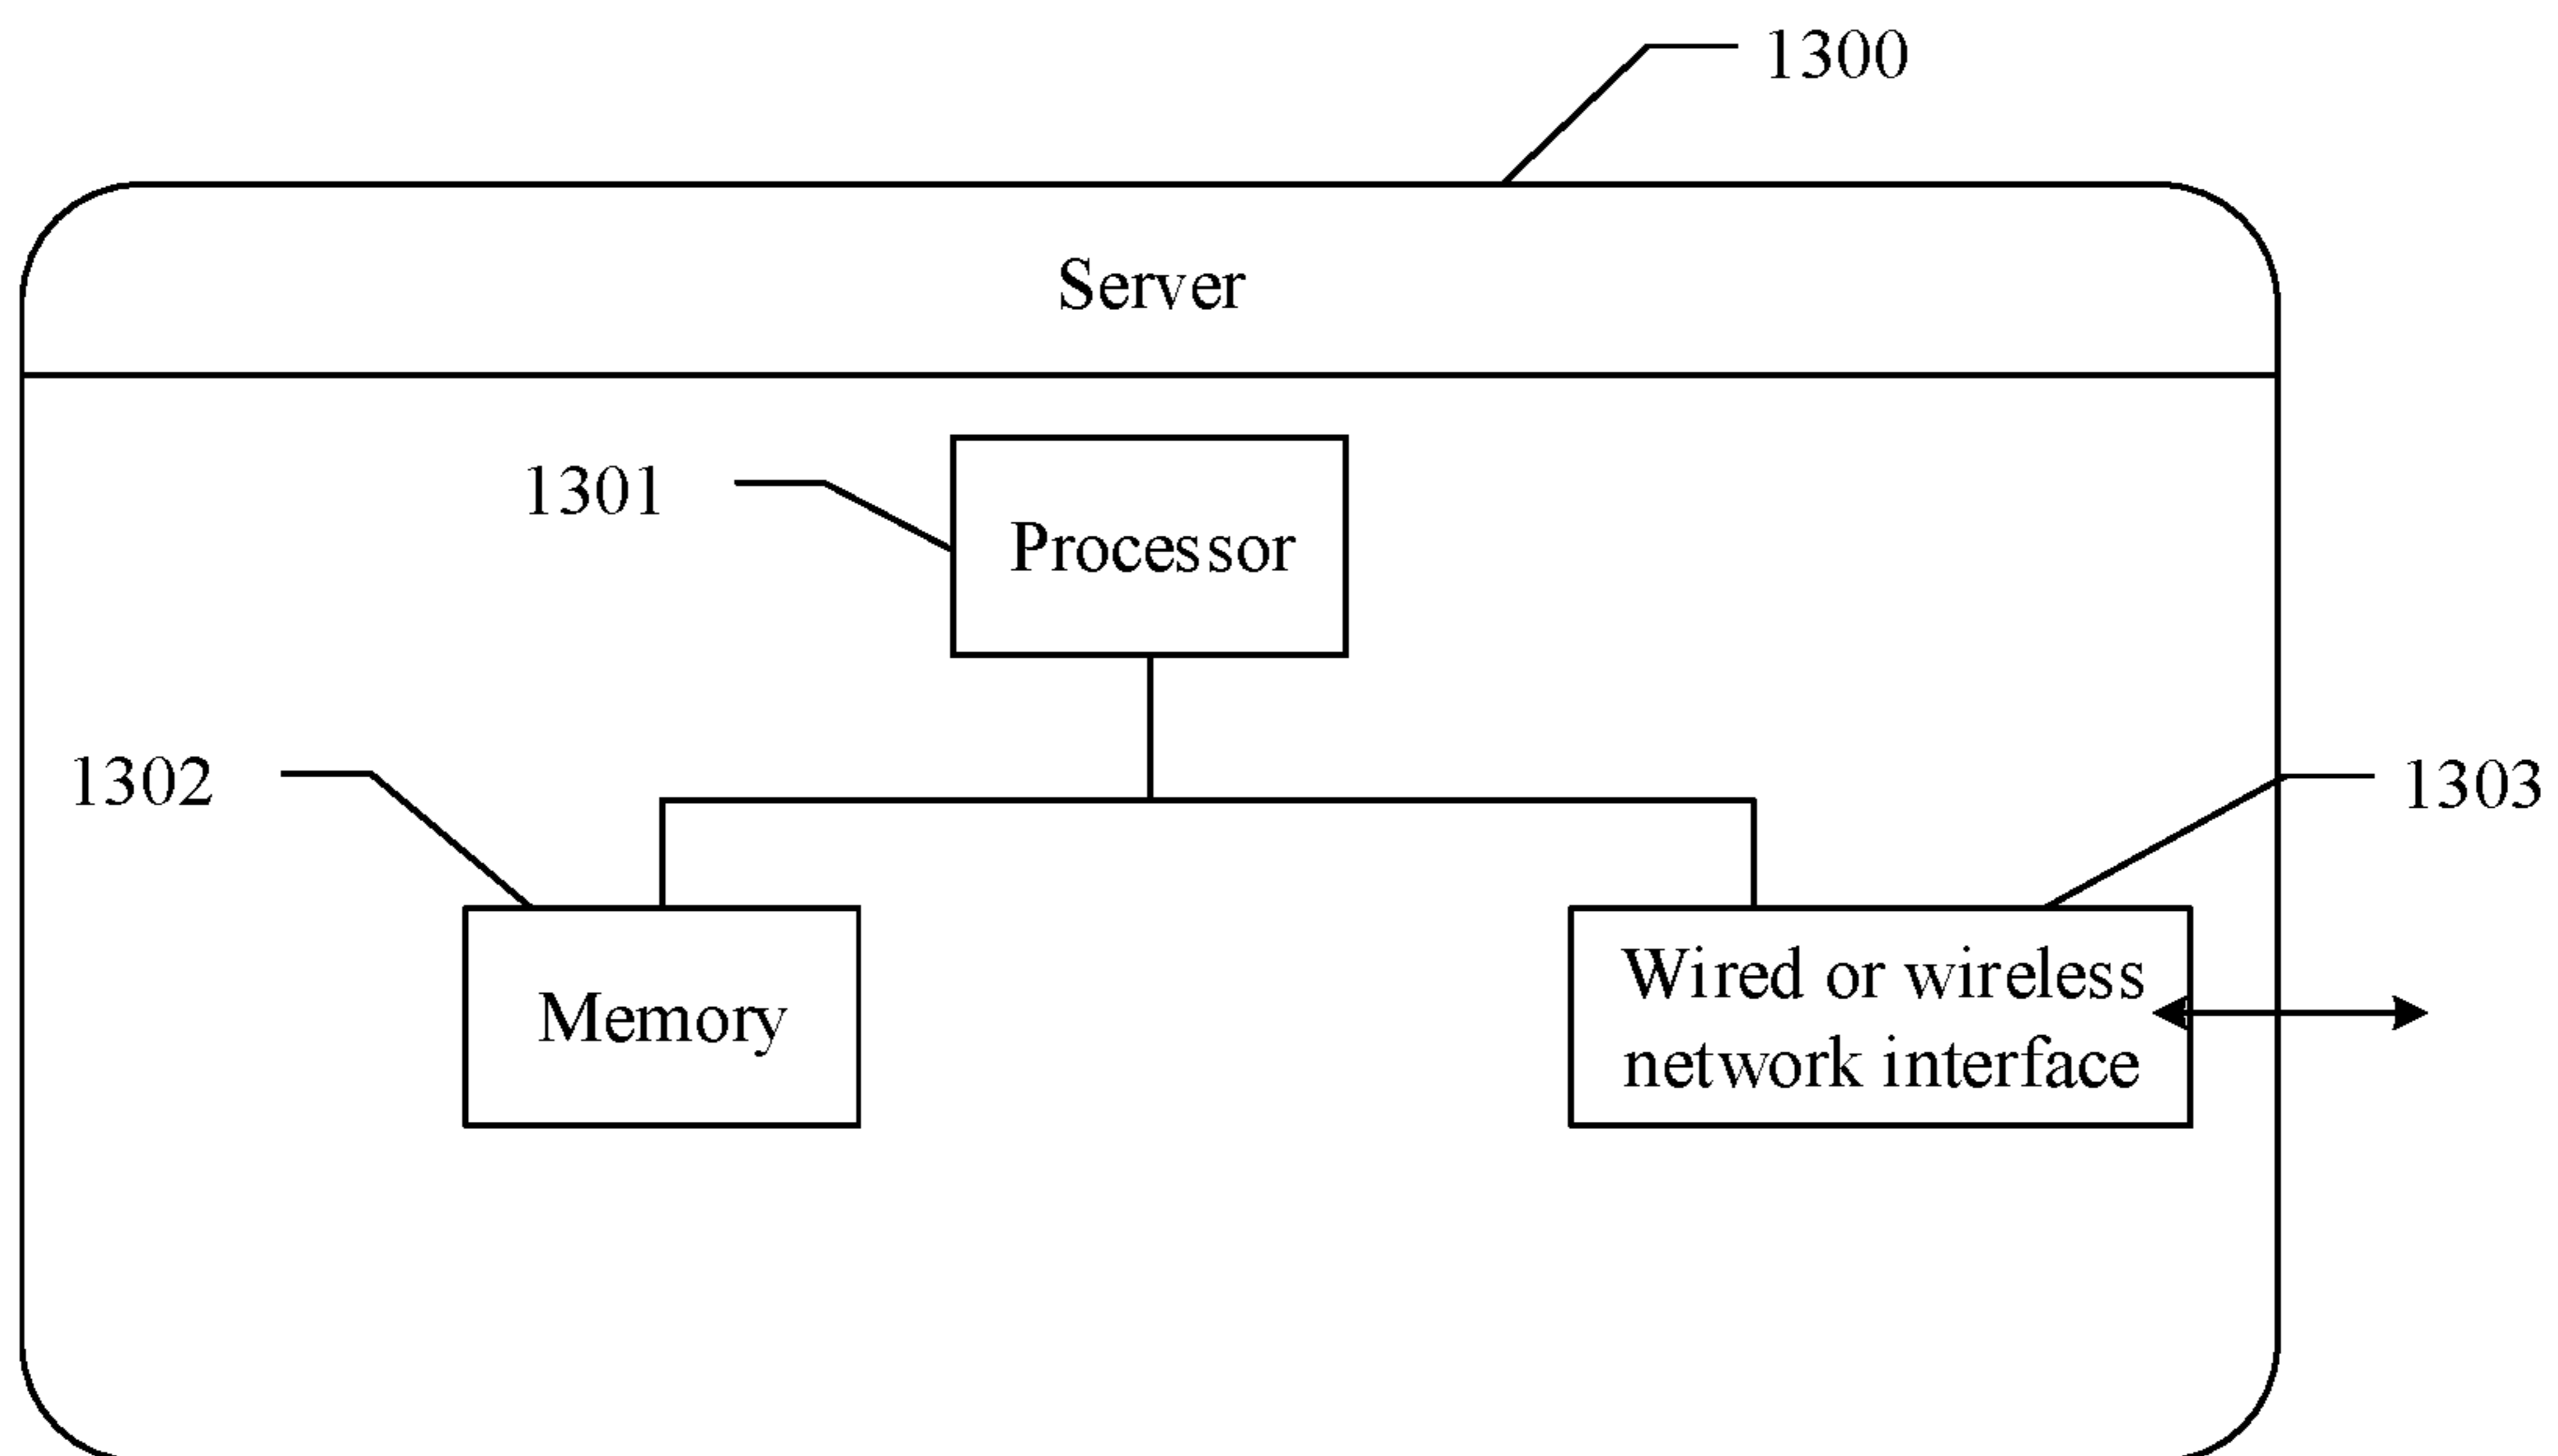 1300
Server
1301
Processor
1302
1303
Memory
Wired or wireless
network interface